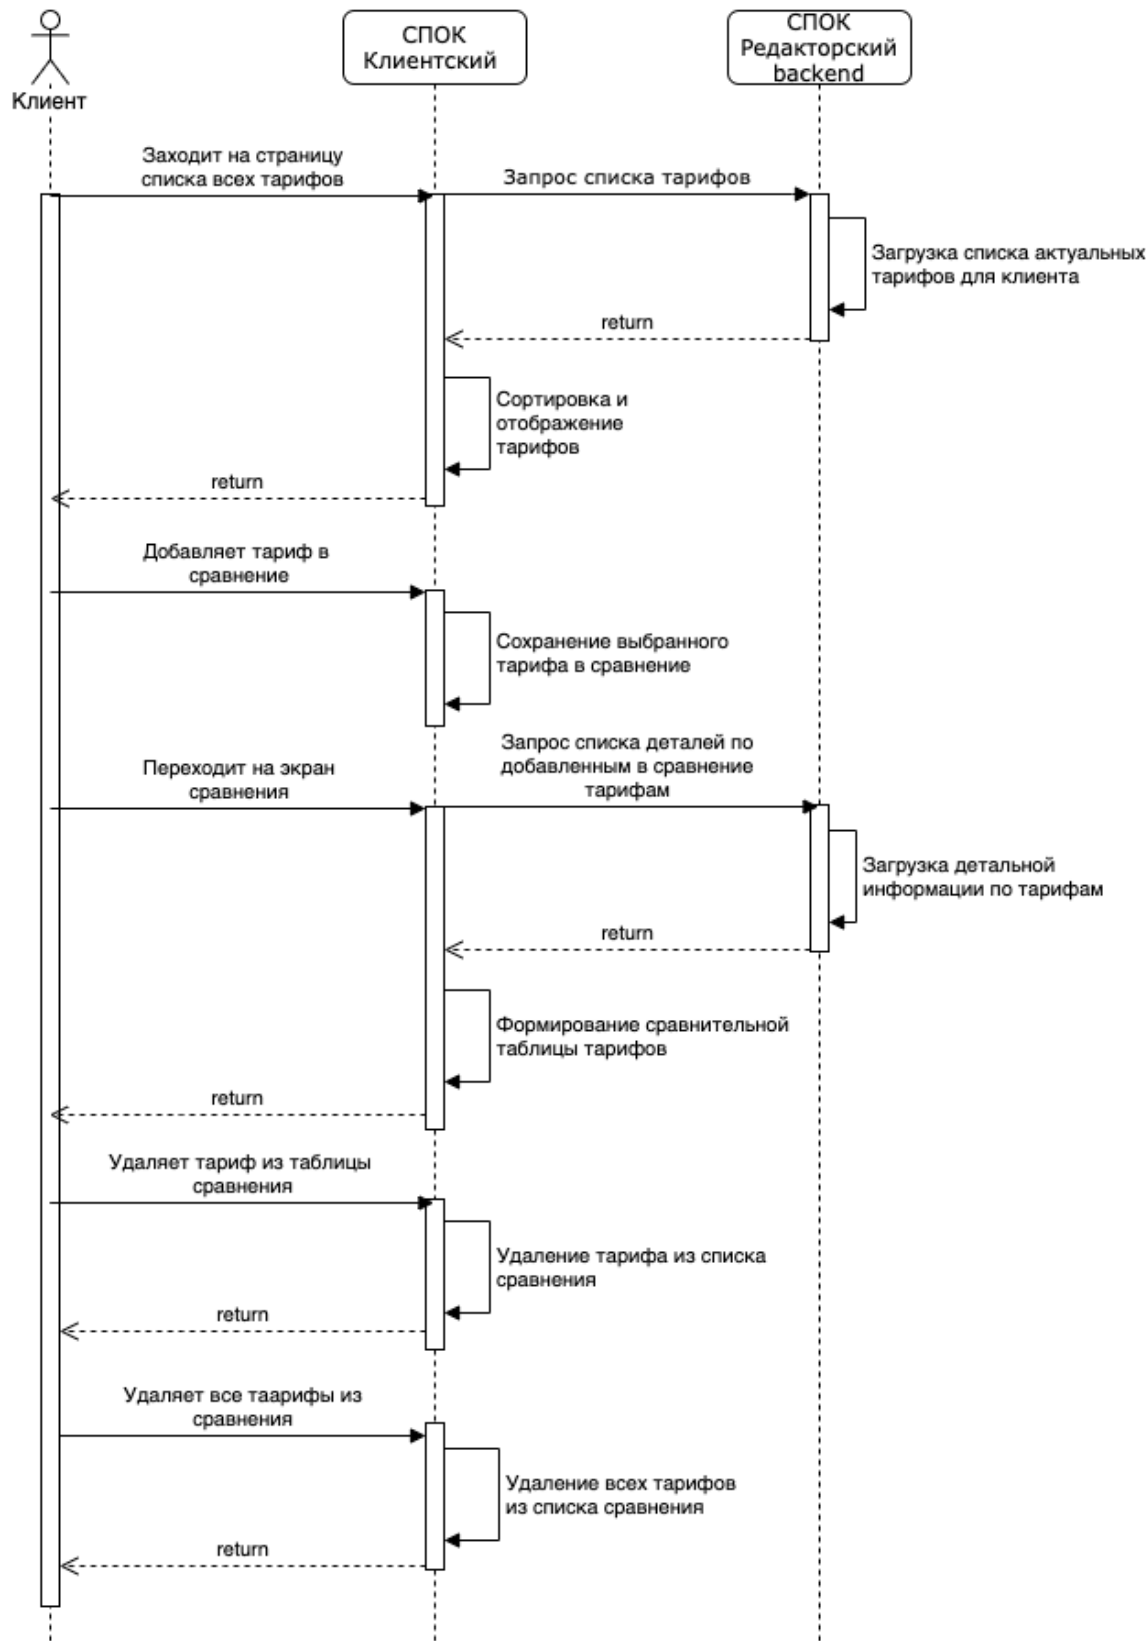 Клиент
СПОК
Клиентский
СПОК
Редакторский
backend
Заходит на страницу
списка всех тарифов
Запрос списка тарифов
Загрузка списка актуальных
тарифов для клиента
return
Сортировка и
отображение
тарифов
return
Добавляет тариф в
сравнение
Сохранение выбранного
тарифа в сравнение
Переходит на экран
сравнения
Запрос списка деталей по
добавленным в сравнение
тарифам
Загрузка детальной
информации по тарифам
return
Формирование сравнительной
таблицы тарифов
return
Удаляет тариф из таблицы
сравнения
Удаление тарифа из списка
сравнения
return
Удаляет все таарифы из
сравнения
Удаление всех тарифов
из списка сравнения
return